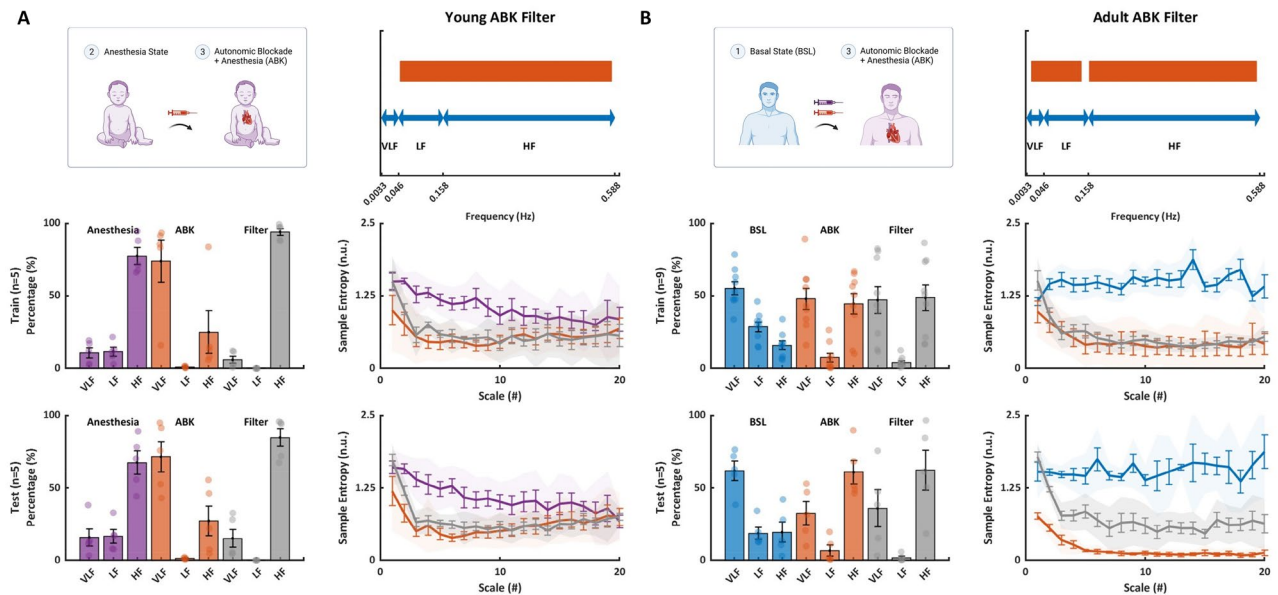 A
Young ABK Filter
2 Anesthesia State
3 Autonomic Blockade
+ Anesthesia (ABK)
VLF LF HF
0.0033 0.046 0.158 0.588
Frequency (Hz)
B
Adult ABK Filter
1 Basal State (BSL)
3 Autonomic Blockade
+ Anesthesia (ABK)
VLF LF HF
0.0033 0.046 0.158 0.588
Frequency (Hz)
Train (n=5)
Percentage (%)
100
50
0
Anesthesia ABK Filter
VLF LF HF VLF LF HF VLF LF HF
Sample Entropy (n.u.)
2.5
1.25
0
0 10 20
Scale (#)
Train (n=9)
Percentage (%)
100
50
0
BSL ABK Filter
VLF LF HF VLF LF HF VLF LF HF
Sample Entropy (n.u.)
2.5
1.25
0
0 10 20
Scale (#)
Test (n=5)
Percentage (%)
100
50
0
Anesthesia ABK Filter
VLF LF HF VLF LF HF VLF LF HF
Sample Entropy (n.u.)
2.5
1.25
0
0 10 20
Scale (#)
Test (n=5)
Percentage (%)
100
50
0
BSL ABK Filter
VLF LF HF VLF LF HF VLF LF HF
Sample Entropy (n.u.)
2.5
1.25
0
0 10 20
Scale (#)